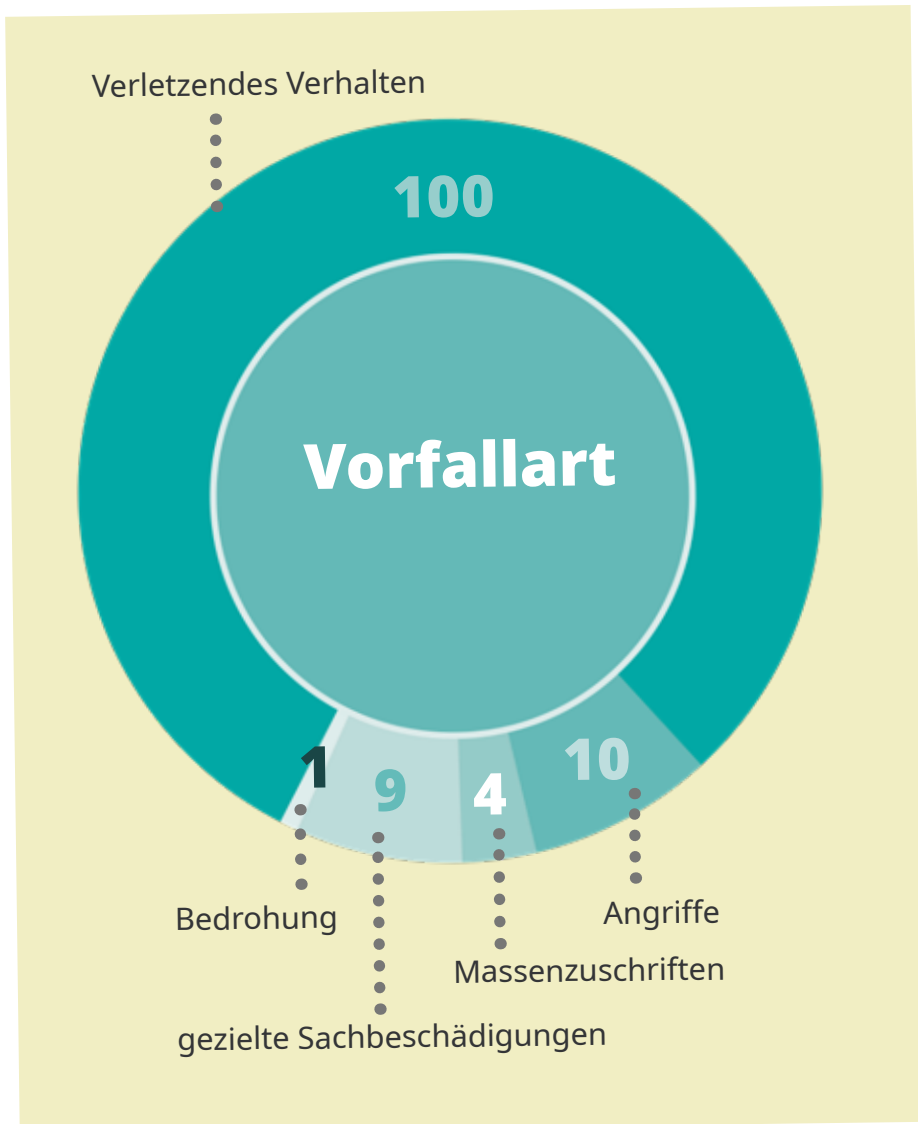 Verletzendes Verhalten
100
Vorfallart
1
9
4
10
Bedrohung
Angriffe
Massenzuschriften
gezielte Sachbeschädigungen